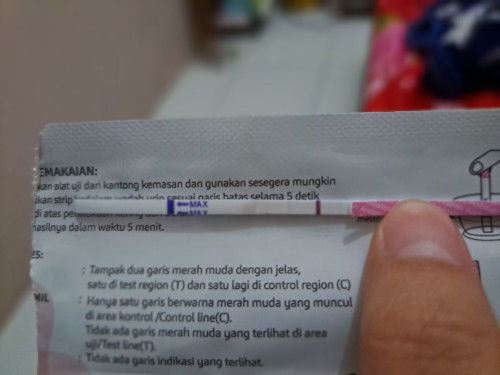 EMAKAIAN:
kan alat uji dari kantong kemasan dan gunakan sesegera mungkin
kan strip urin sesuai garis batas selama 5 detik
MAX
MAX
di atas
hasilnya dalam waktu 5 menit.
ES:
: Tampak dua garis merah muda dengan jelas,
satu di test region (T) dan satu lagi di control region (C)
MIL : Hanya satu garis berwarna merah muda yang muncul
di area kontrol /Control line(C).
Tidak ada garis merah muda yang terlihat di area
uji/Test line(T).
: Tidak ada garis indikasi yang terlihat.